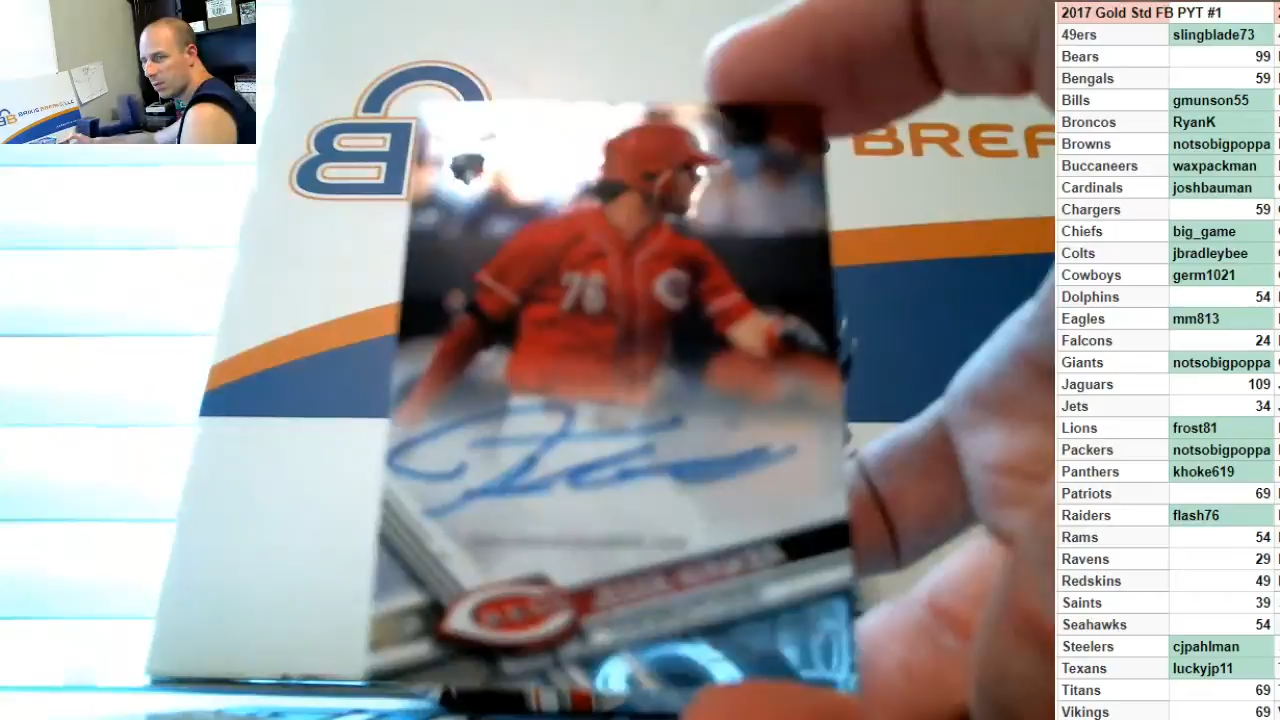 2017 Gold Std FB PYT #1
49ers slingblade73
Bears 99
Bengals 59
Bills gmunson55
Broncos RyanK
Browns notsobigpoppa
Buccaneers waxpackman
Cardinals joshbauman
Chargers 59
Chiefs big_game
Colts jbradleybee
Cowboys germ1021
Dolphins 54
Eagles mm813
Falcons 24
Giants notsobigpoppa
Jaguars 109
Jets 34
Lions frost81
Packers notsobigpoppa
Panthers khoke619
Patriots 69
Raiders flash76
Rams 54
Ravens 29
Redskins 49
Saints 39
Seahawks 54
Steelers cjpahlman
Texans luckyjp11
Titans 69
Vikings 69
BB
BREA
76
C
REDS